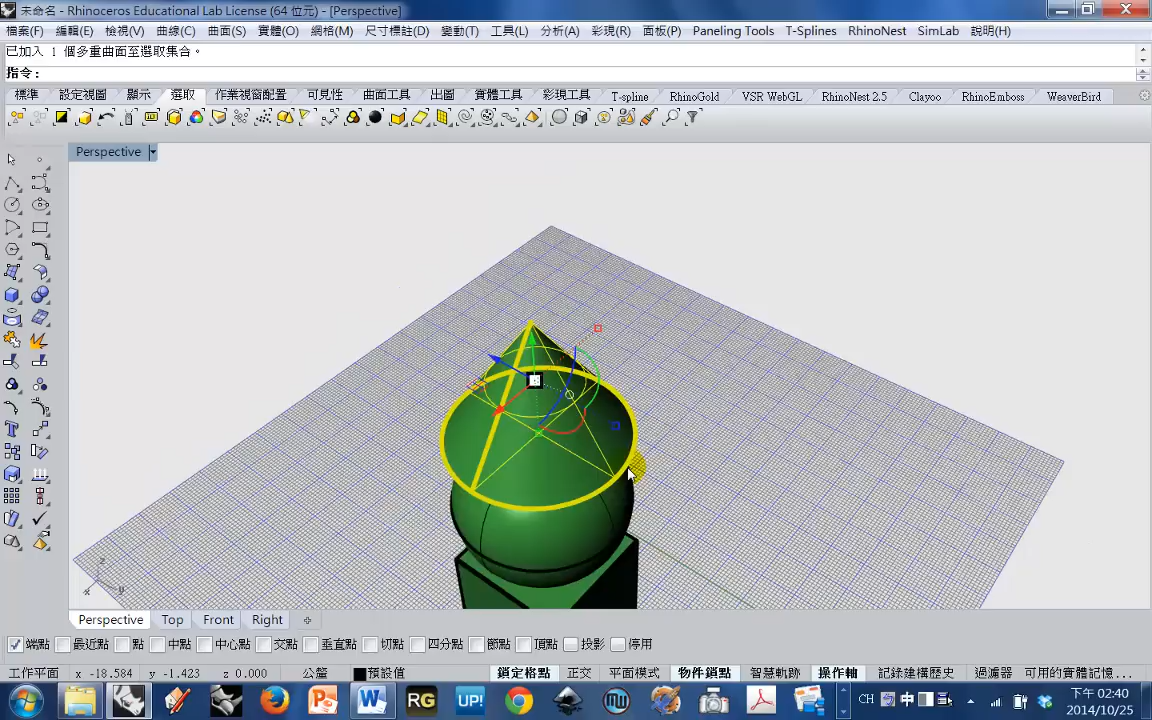 未命名 - Rhinoceros Educational Lab License (64 位元) - [Perspective]
檔案(F) 編輯(E) 檢視(V) 曲線(C) 曲面(S) 實體(O) 網格(M) 尺寸標註(D) 變動(T) 工具(L) 分析(A) 彩現(R) 面板(P) Paneling Tools T-Splines RhinoNest SimLab 說明(H)
已加入 1 個多重曲面至選取集合。
指令:
標準 設定視圖 顯示 選取 作業視窗配置 可見性 曲面工具 出圖 實體工具 彩現工具 T-spline RhinoGold VSR WebGL RhinoNest 2.5 Clayoo RhinoEmboss WeaverBird
Perspective
z
x y
Perspective Top Front Right
端點 最近點 點 中點 中心點 交點 垂直點 切點 四分點 節點 頂點 投影 停用
工作平面 x -18.584 y -1.423 z 0.000 公釐 預設值 鎖定格點 正交 平面模式 物件鎖點 智慧軌跡 操作軸 記錄建構歷史 過濾器 可用的實體記憶...
RG UP! CH 中 下午 02:40
2014/10/25